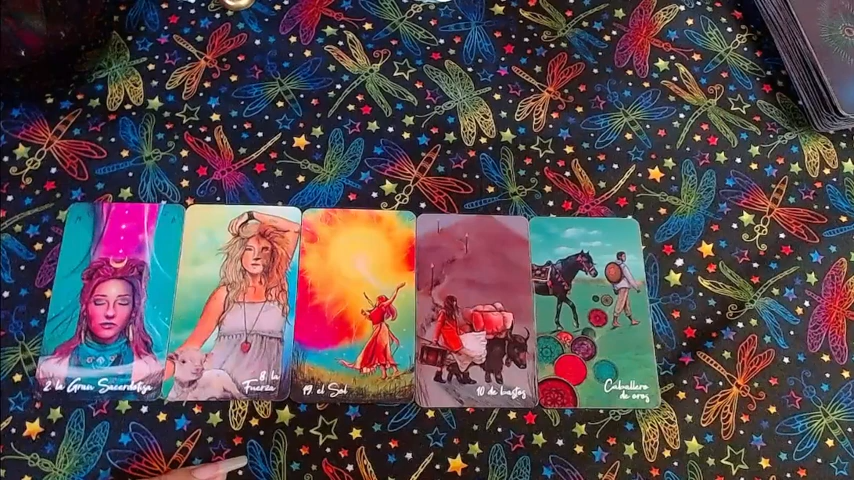 2 la Gran Sacerdotisa
8 la
Fuerza
19 el Sol
10 de bastos
Caballero
de oros